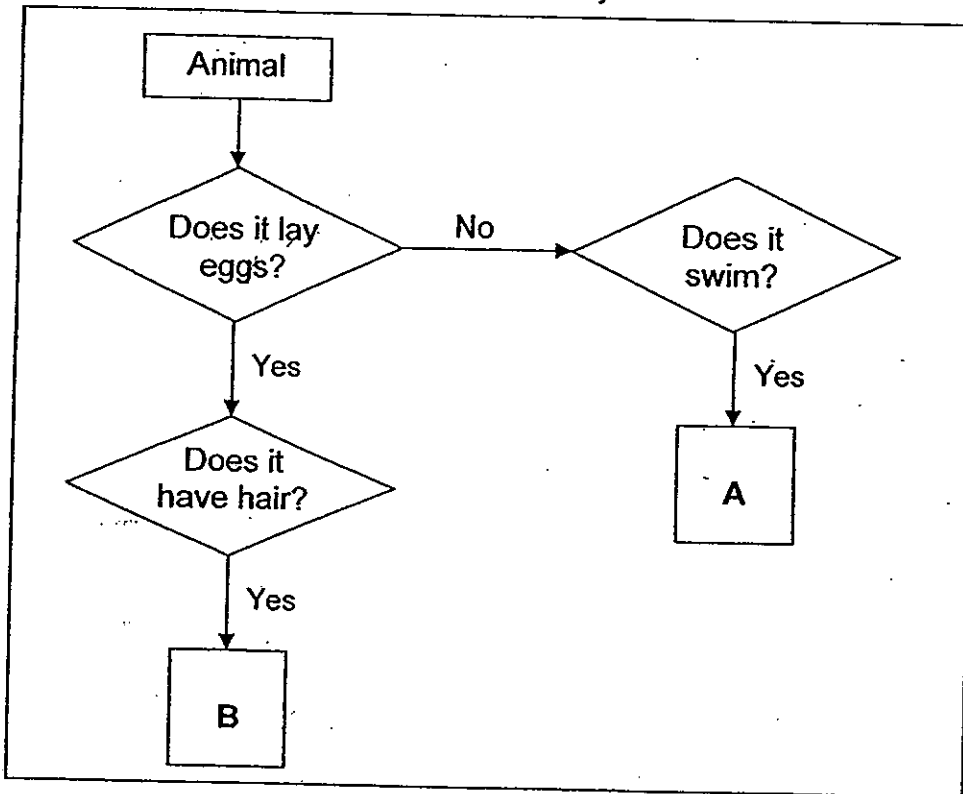 Animal
Does it lay
eggs?
No
Does it
swim?
Yes
Yes
Does it
have hair?
A
Yes
B